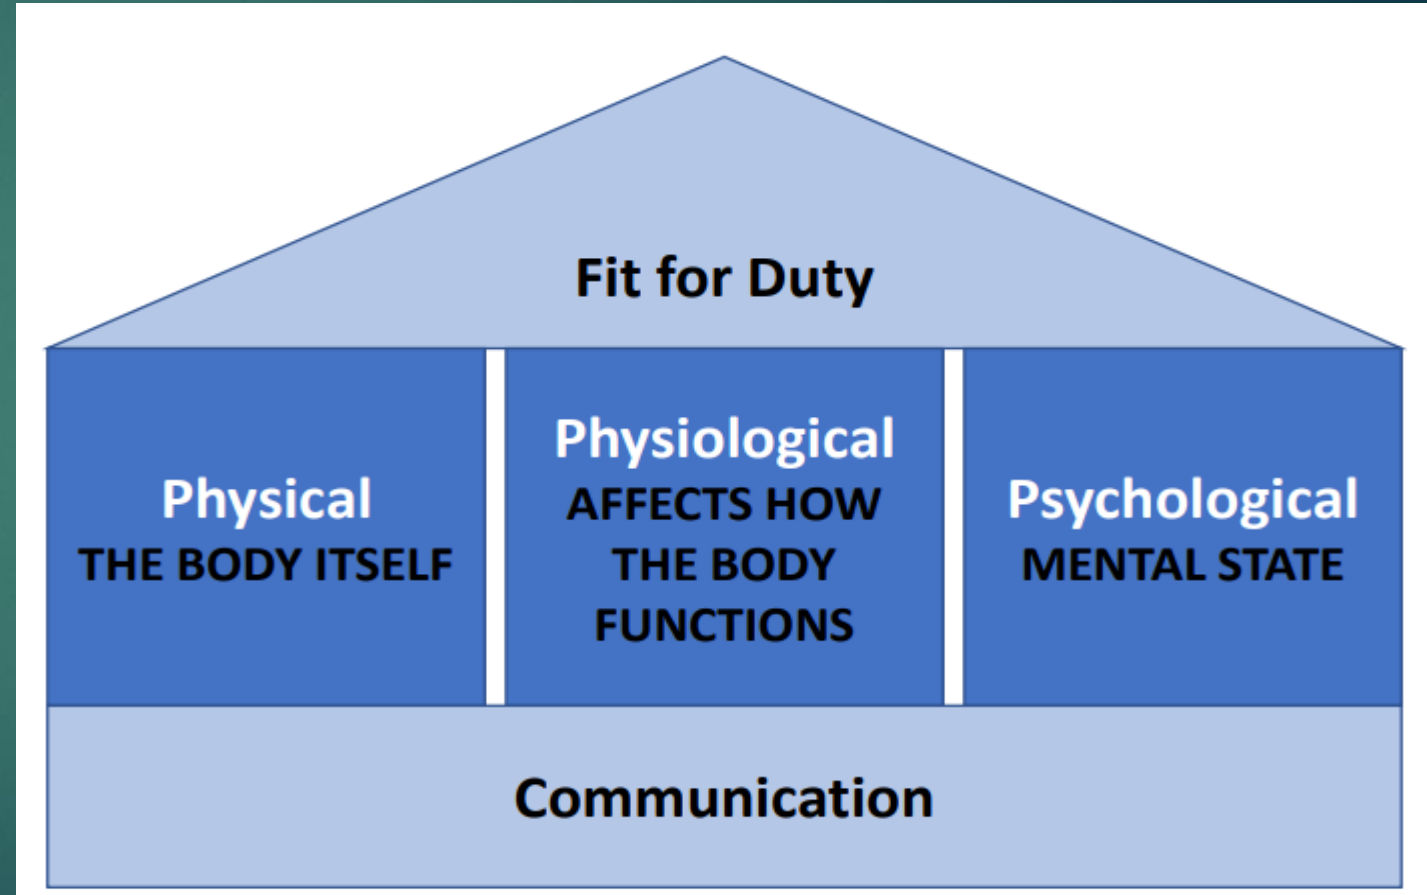 Fit for Duty
Physical
THE BODY ITSELF
Physiological
AFFECTS HOW
THE BODY
FUNCTIONS
Psychological
MENTAL STATE
Communication